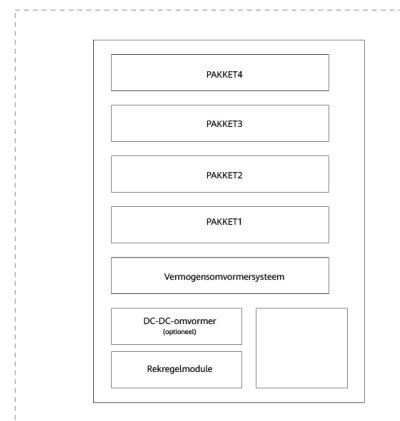 PAKKET4
PAKKET3
PAKKET2
PAKKET1
Vermogensomvormersysteem
DC-DC-omvormer
(optioneel)
Rekregelmodule